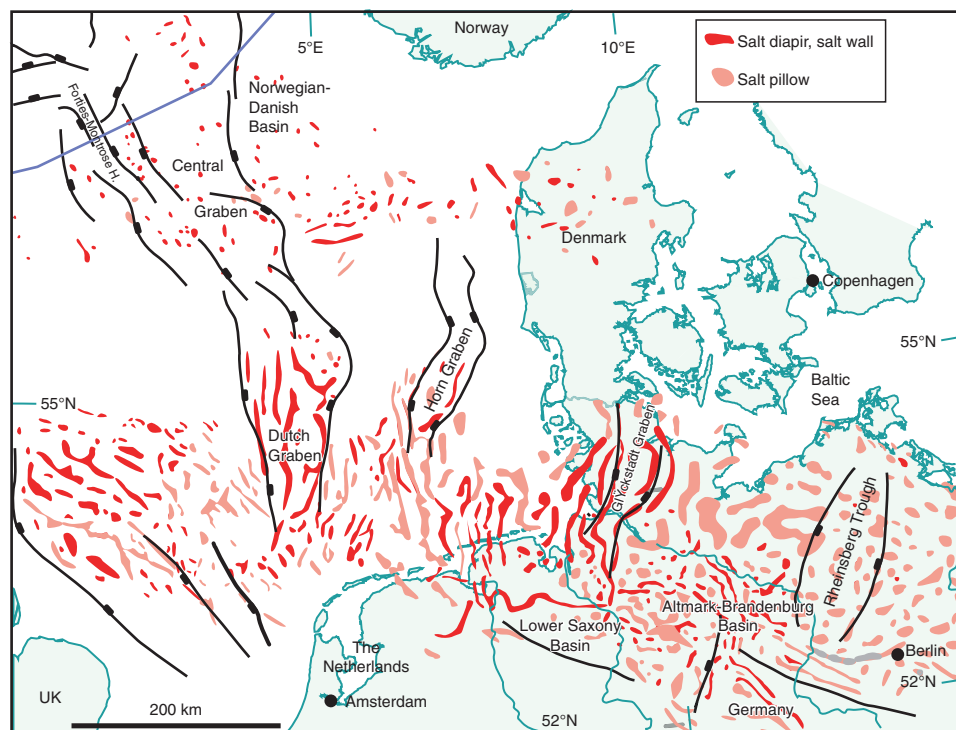 Norway
5°E
10°E
Salt diapir, salt wall
Salt pillow
Norwegian-
Danish
Basin
Forties-Montrose H.
Central
Graben
Denmark
Copenhagen
55°N
Horn Graben
Baltic
Sea
55°N
Dutch
Graben
Glyckstadt Graben
Rheinsberg Trough
Altmark-Brandenburg
Basin
Lower Saxony
Basin
The
Netherlands
Berlin
52°N
UK
200 km
Amsterdam
52°N
Germany